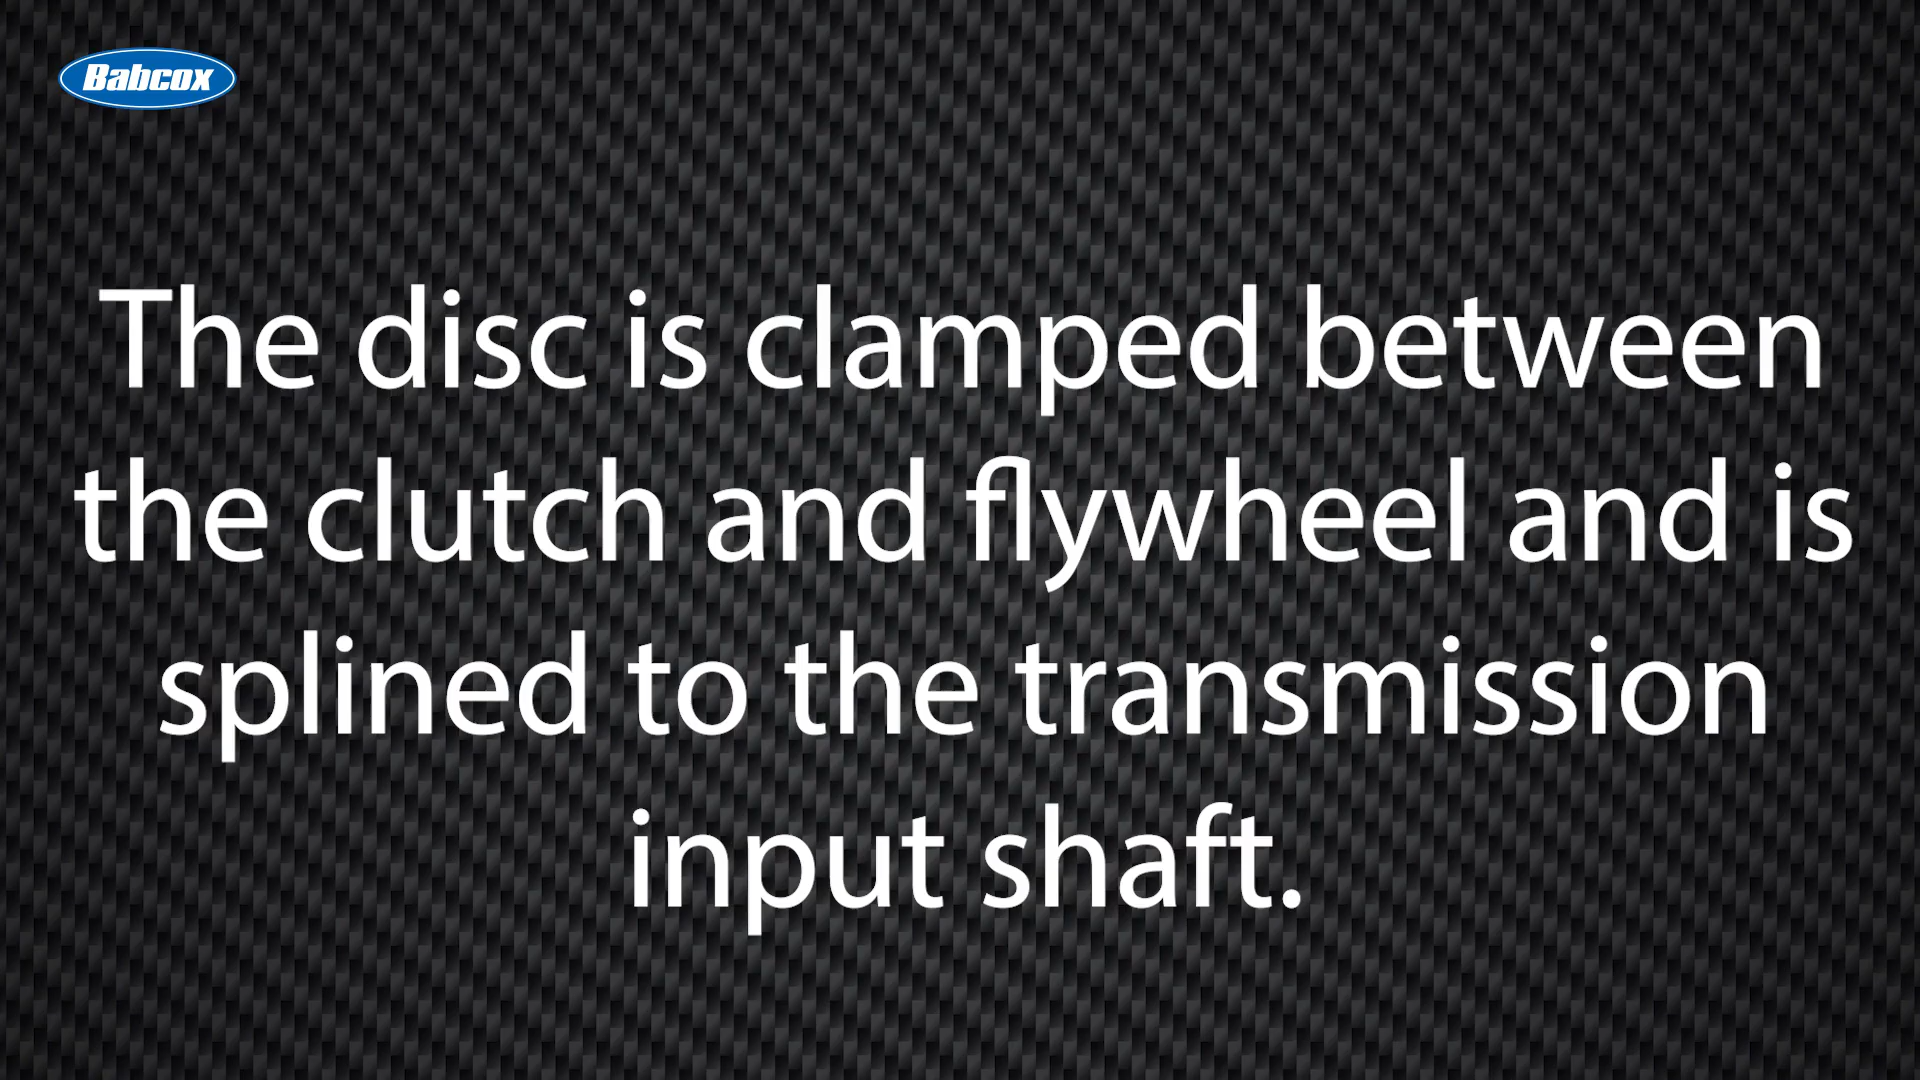 Babcox
The disc is clamped between
the clutch and flywheel and is
splined to the transmission
input shaft.